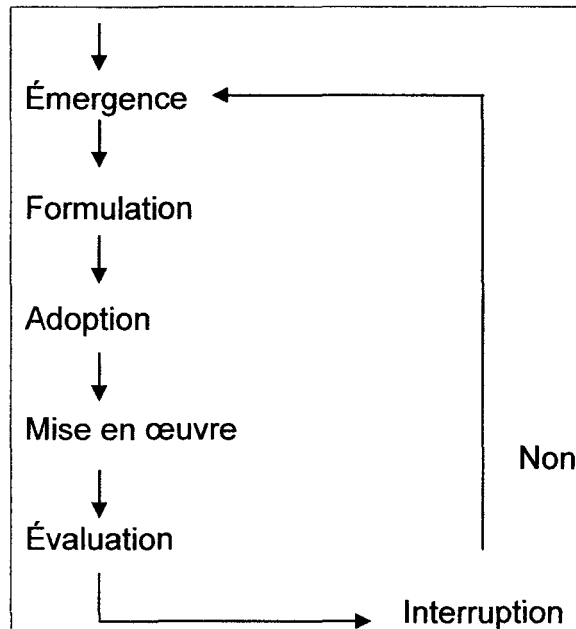 Émergence
Formulation
Adoption
Mise en œuvre
Non
Évaluation
Interruption